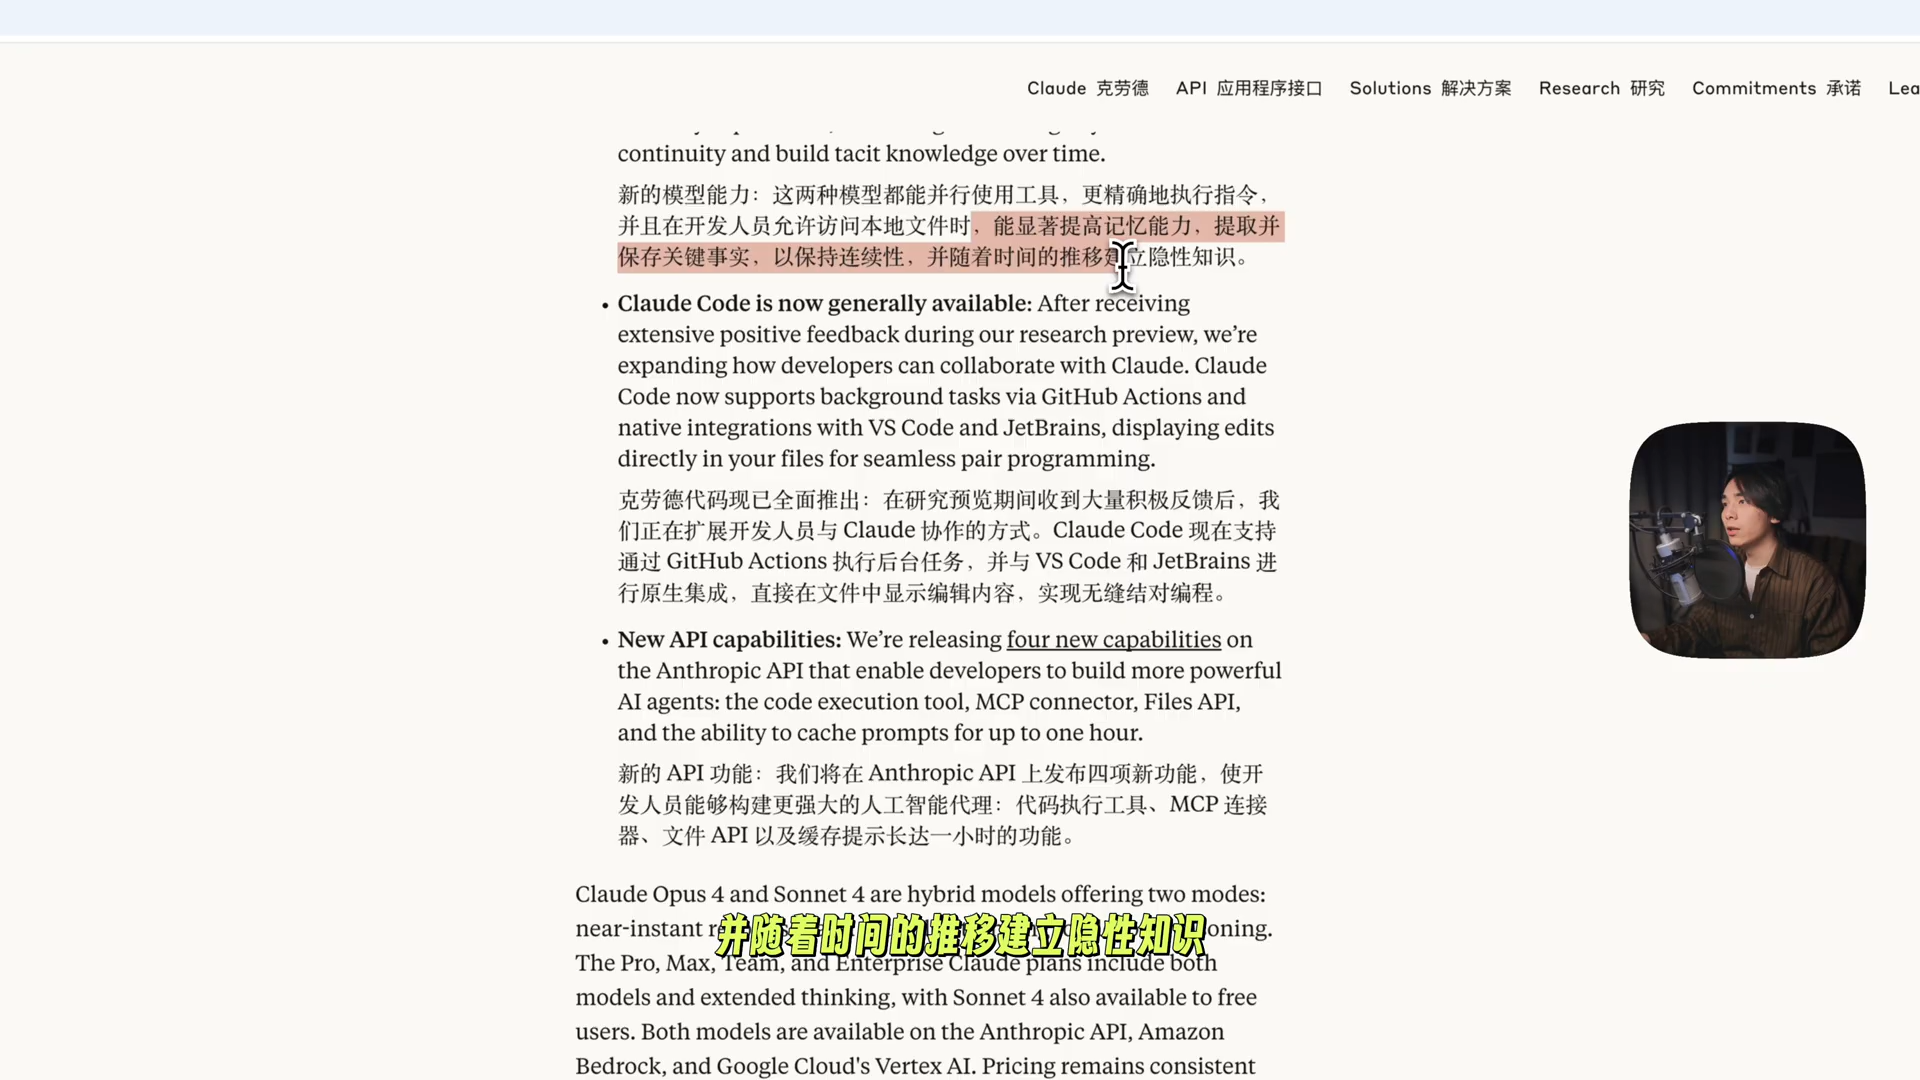 Claude 克劳德 API 应用程序接口 Solutions 解决方案 Research 研究 Commitments 承诺
continuity and build tacit knowledge over time.
新的模型能力：这两种模型都能并行使用工具，更精确地执行指令，
并且在开发人员允许访问本地文件时，能显著提高记忆能力，提取并
保存关键事实，以保持连续性，并随着时间的推移建立隐性知识。
• Claude Code is now generally available: After receiving
extensive positive feedback during our research preview, we’re
expanding how developers can collaborate with Claude. Claude
Code now supports background tasks via GitHub Actions and
native integrations with VS Code and JetBrains, displaying edits
directly in your files for seamless pair programming.
克劳德代码现已全面推出：在研究预览期间收到大量积极反馈后，我
们正在扩展开发人员与 Claude 协作的方式。Claude Code 现在支持
通过 GitHub Actions 执行后台任务，并与 VS Code 和 JetBrains 进
行原生集成，直接在文件中显示编辑内容，实现无缝结对编程。
• New API capabilities: We’re releasing four new capabilities on
the Anthropic API that enable developers to build more powerful
AI agents: the code execution tool, MCP connector, Files API,
and the ability to cache prompts for up to one hour.
新的 API 功能：我们将在 Anthropic API 上发布四项新功能，使开
发人员能够构建更强大的人工智能代理：代码执行工具、MCP 连接
器、文件 API 以及缓存提示长达一小时的功能。
Claude Opus 4 and Sonnet 4 are hybrid models offering two modes:
near-instant
并随着时间的推移建立隐性知识
The Pro, Max, Team, and Enterprise Claude plans include both
models and extended thinking, with Sonnet 4 also available to free
users. Both models are available on the Anthropic API, Amazon
Bedrock, and Google Cloud's Vertex AI. Pricing remains consistent